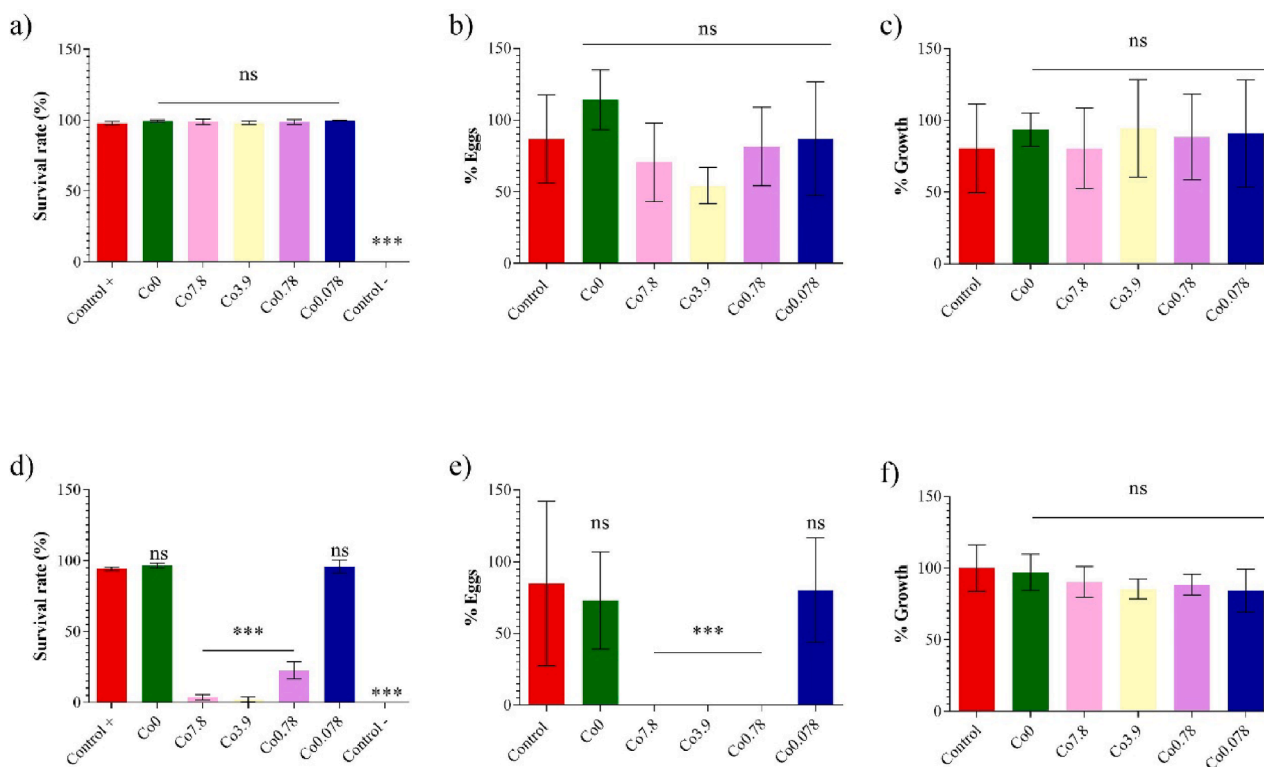 a)
Survival rate (%)
150
100
50
0
ns
***
Control +
Co0
Co7.8
Co3.9
Co0.78
Co0.078
Control -
b)
% Eggs
150
100
50
0
ns
Control
Co0
Co7.8
Co3.9
Co0.78
Co0.078
c)
% Growth
150
100
50
0
ns
Control
Co0
Co7.8
Co3.9
Co0.78
Co0.078
d)
Survival rate (%)
150
100
50
0
ns
***
ns
***
Control +
Co0
Co7.8
Co3.9
Co0.78
Co0.078
Control -
e)
% Eggs
150
100
50
0
ns
***
ns
Control
Co0
Co7.8
Co3.9
Co0.78
Co0.078
f)
% Growth
150
100
50
0
ns
Control
Co0
Co7.8
Co3.9
Co0.78
Co0.078